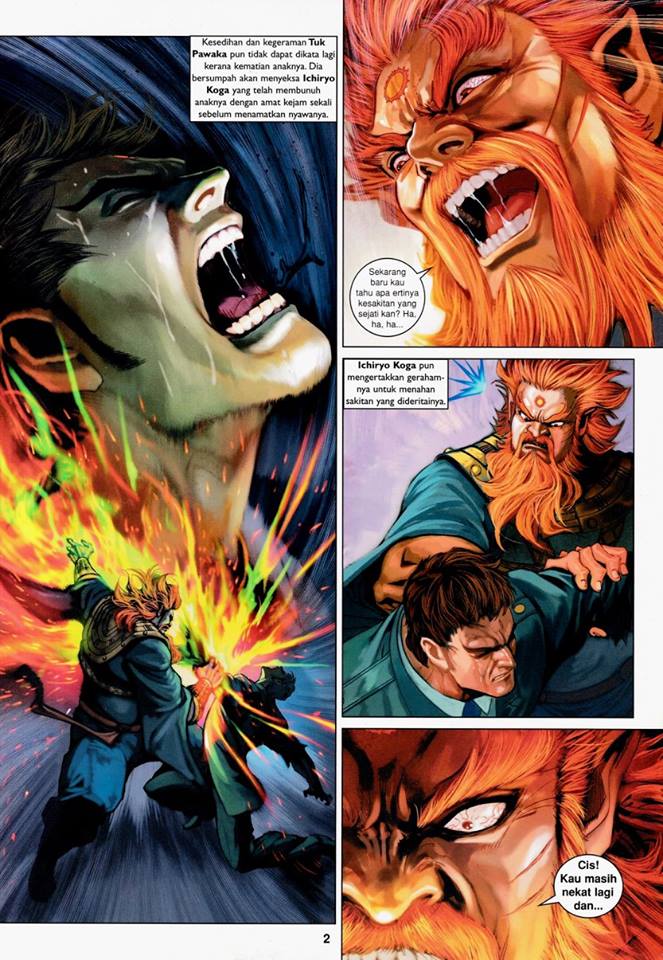 Kesedihan dan kegeraman Tuk
Pawaka pun tidak dapat dikata lagi
kerana kematian anaknya. Dia
bersumpah akan menyeksa Ichiryo
Koga yang telah membunuh
anaknya dengan amat kejam sekali
sebelum menamatkan nyawanya.
Sekarang
baru kau
tahu apa ertinya
kesakitan yang
sejati kan? Ha,
ha, ha...
Ichiryo Koga pun
mengertakkan geraham-
nya untuk menahan
sakitan yang dideritainya.
Cis!
Kau masih
nekat lagi
dan...
2